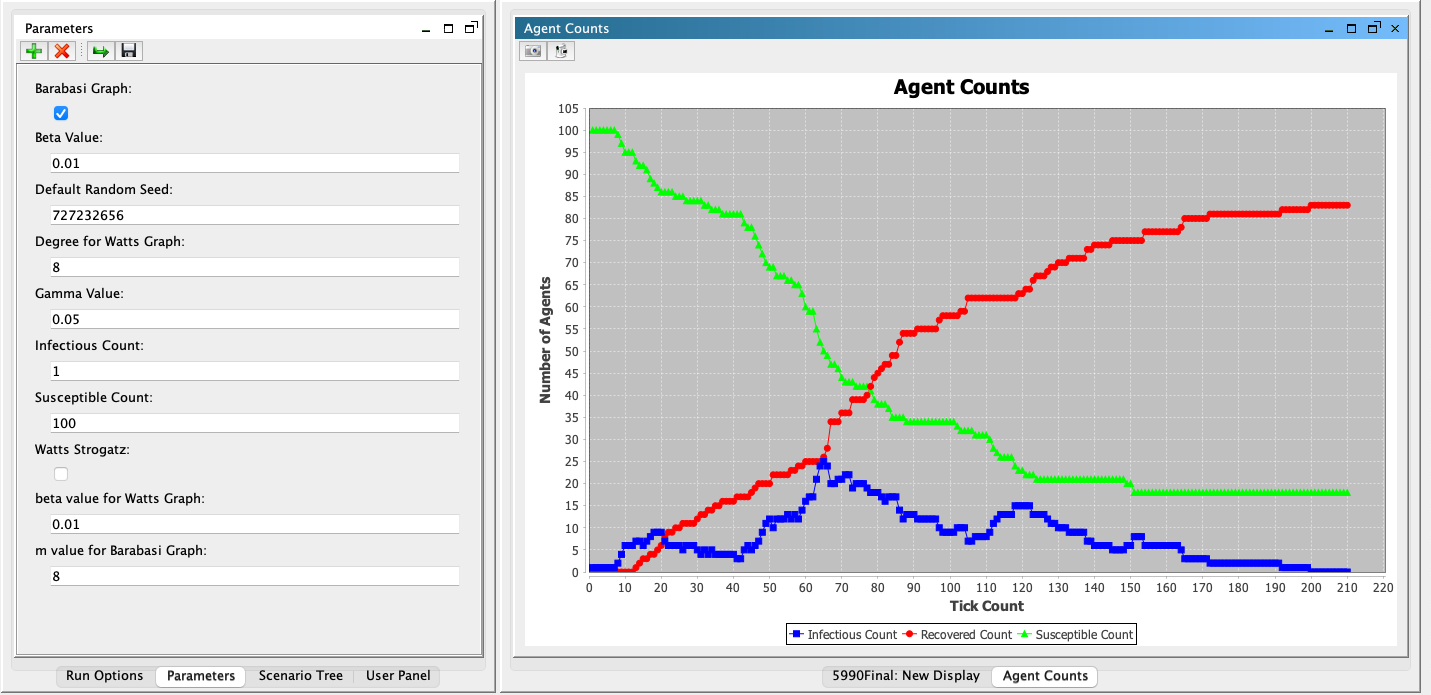 Parameters
Barabasi Graph:
Beta Value:
0.01
Default Random Seed:
727232656
Degree for Watts Graph:
8
Gamma Value:
0.05
Infectious Count:
1
Susceptible Count:
100
Watts Strogatz:
beta value for Watts Graph:
0.01
m value for Barabasi Graph:
8
Run Options Parameters Scenario Tree User Panel
Agent Counts
Agent Counts
Number of Agents
105
100
95
90
85
80
75
70
65
60
55
50
45
40
35
30
25
20
15
10
5
0
0 10 20 30 40 50 60 70 80 90 100 110 120 130 140 150 160 170 180 190 200 210 220
Tick Count
Infectious Count Recovered Count Susceptible Count
5990Final: New Display Agent Counts